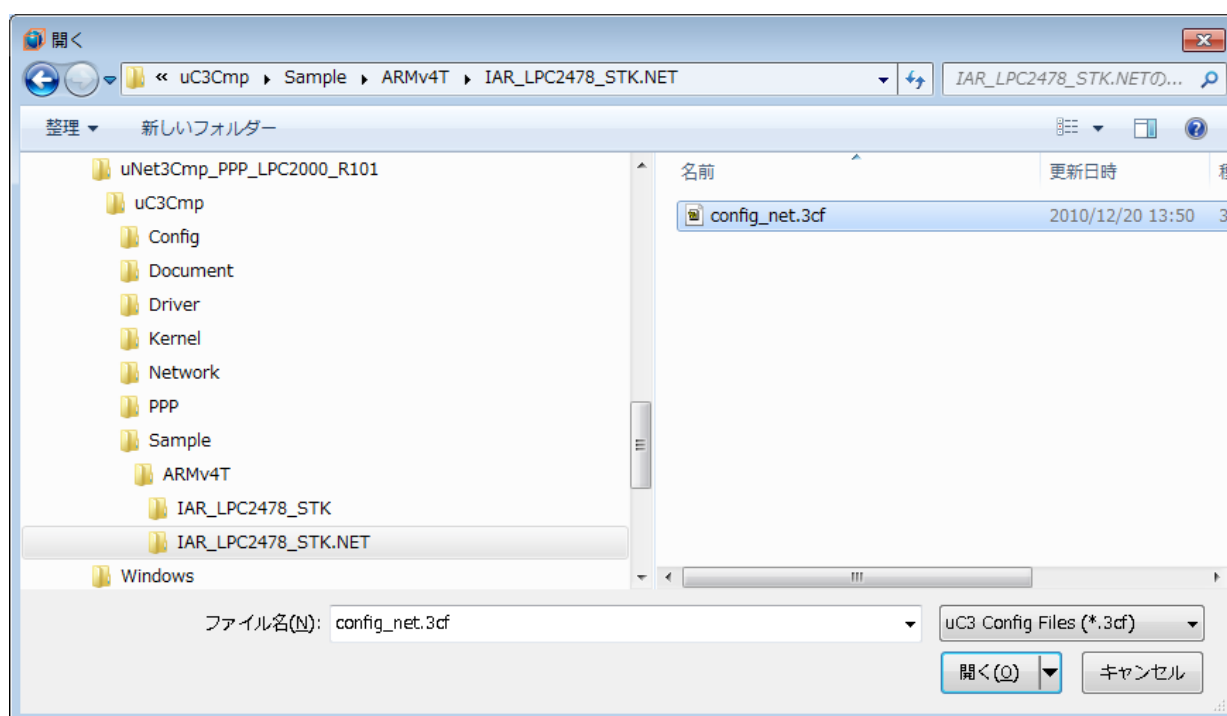 開く
« uC3Cmp ▸ Sample ▸ ARMv4T ▸ IAR_LPC2478_STK.NET
IAR_LPC2478_STK.NETの...
整理 ▼ 新しいフォルダー
uNet3Cmp_PPP_LPC2000_R101
uC3Cmp
Config
Document
Driver
Kernel
Network
PPP
Sample
ARMv4T
IAR_LPC2478_STK
IAR_LPC2478_STK.NET
Windows
名前 更新日時
config_net.3cf 2010/12/20 13:50 3
ファイル名(N): config_net.3cf
uC3 Config Files (*.3cf)
開く(O) キャンセル